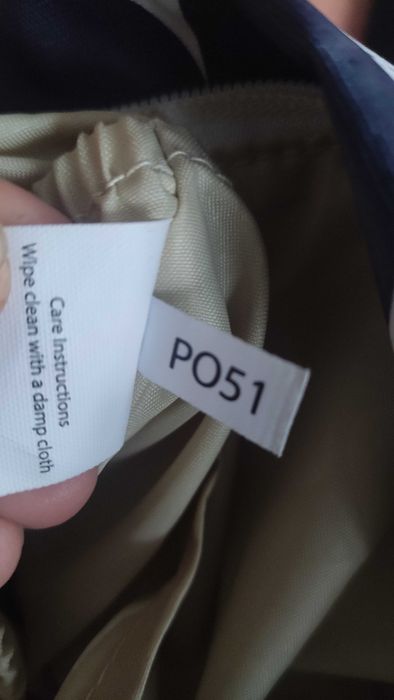 Care Instructions
Wipe clean with a damp cloth
PO51